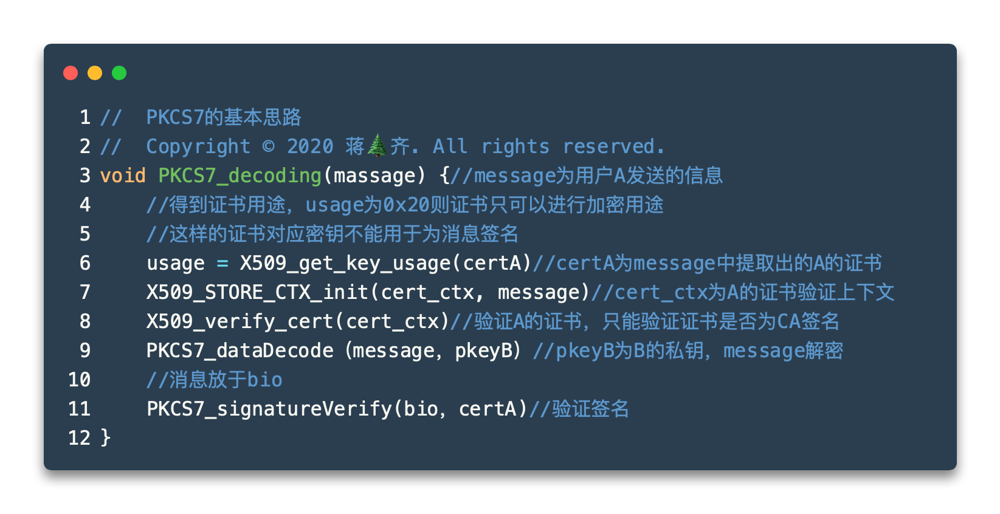 1 //  PKCS7的基本思路
2 //  Copyright © 2020 蒋🌲齐. All rights reserved.
3 void PKCS7_decoding(massage) {//message为用户A发送的信息
4     //得到证书用途，usage为0x20则证书只可以进行加密用途
5     //这样的证书对应密钥不能用于为消息签名
6     usage = X509_get_key_usage(certA)//certA为message中提取出的A的证书
7     X509_STORE_CTX_init(cert_ctx, message)//cert_ctx为A的证书验证上下文
8     X509_verify_cert(cert_ctx)//验证A的证书，只能验证证书是否为CA签名
9     PKCS7_dataDecode（message，pkeyB） //pkeyB为B的私钥，message解密
10     //消息放于bio
11     PKCS7_signatureVerify(bio，certA)//验证签名
12 }